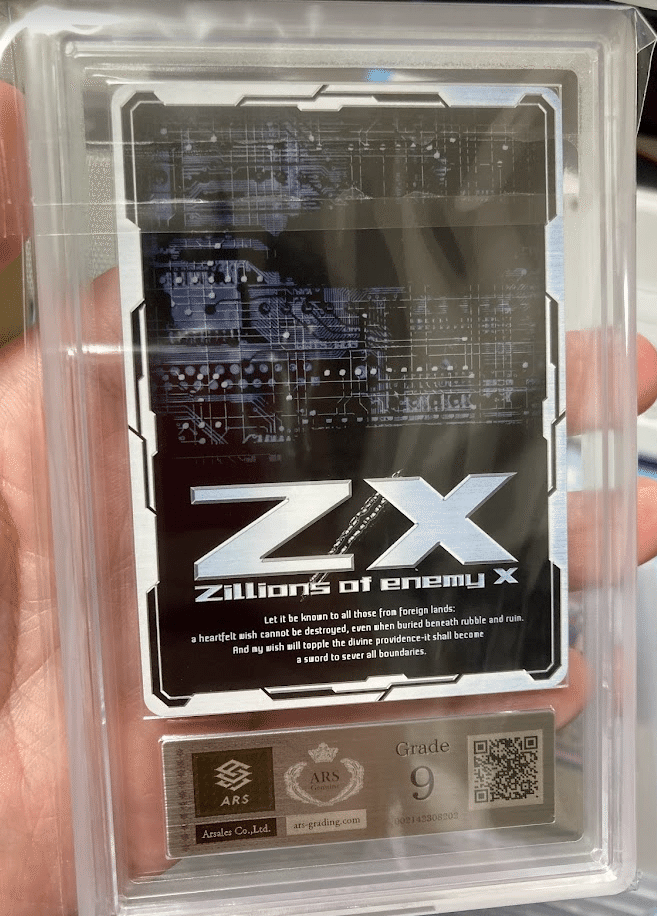 Z/X
Zillions of enemy X
Let it be known to all those from foreign lands:
a heartfelt wish cannot be destroyed, even when buried beneath rubble and ruin.
And my wish will topple the divine providence-it shall become
a sword to sever all boundaries.
ARS
Arsales Co.,Ltd.
ARS
Genuine
ars-grading.com
Grade
9